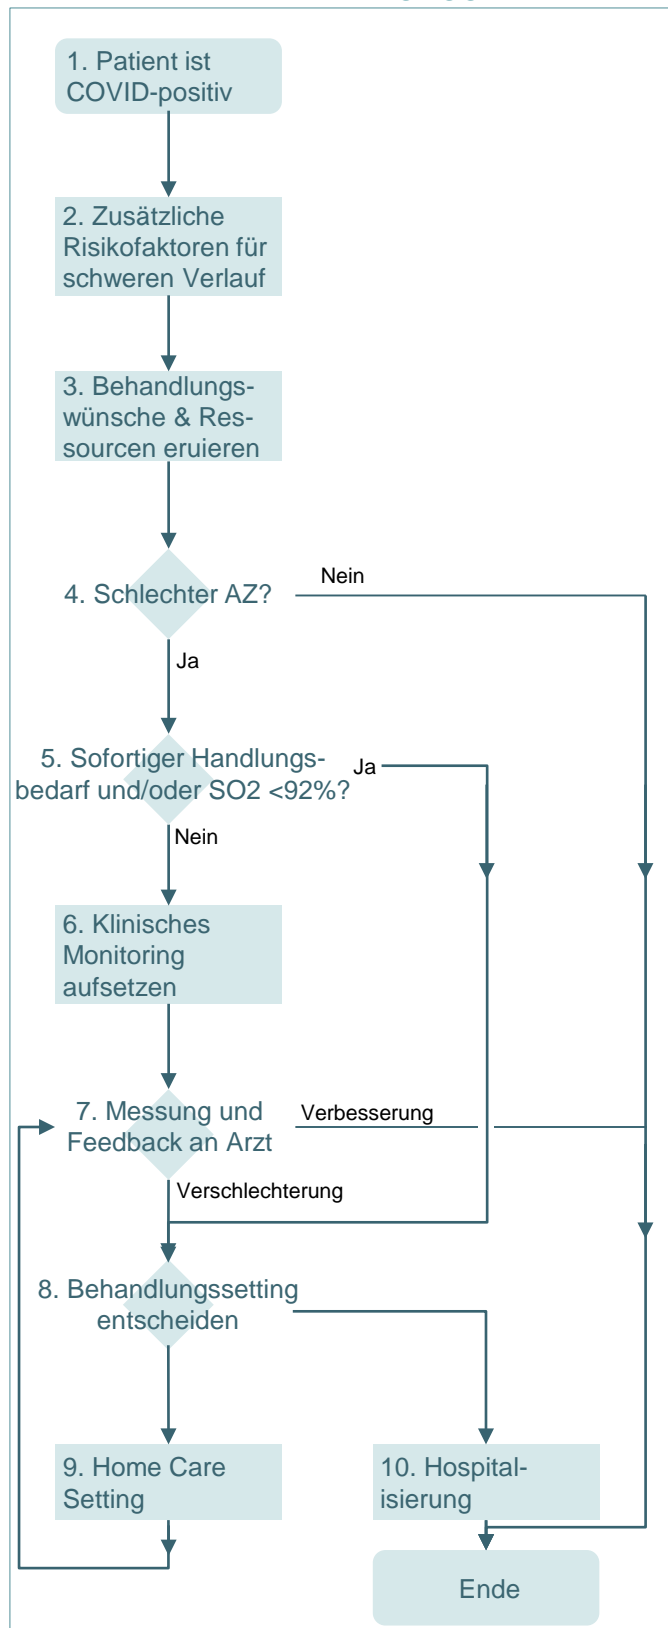 1. Patient ist
COVID-positiv
2. Zusätzliche
Risikofaktoren für
schweren Verlauf
3. Behandlungs-
wünsche & Res-
sourcen eruieren
4. Schlechter AZ?
Nein
Ja
5. Sofortiger Handlungs-
bedarf und/oder SO2 <92%?
Ja
Nein
6. Klinisches
Monitoring
aufsetzen
7. Messung und
Feedback an Arzt
Verbesserung
Verschlechterung
8. Behandlungssetting
entscheiden
9. Home Care
Setting
10. Hospital-
isierung
Ende